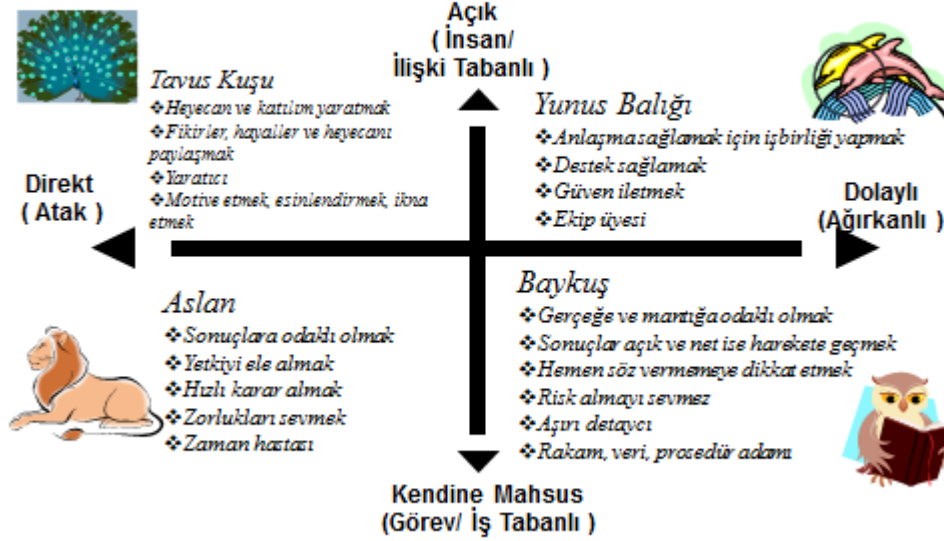 Açık
( İnsan/
İlişki Tabanlı )
Tavus Kuşu
❖Heyecan ve katılım yaratmak
❖Fikirler, hayaller ve heyecanı
paylaşmak
❖Yaratıcı
❖Motive etmek, esinlendirmek, ikna
etmek
Yunus Balığı
❖Anlaşma sağlamak için işbirliği yapmak
❖Destek sağlamak
❖Güven iletmek
❖Ekip üyesi
Direkt
( Atak )
Dolaylı
(Ağırkanlı )
Aslan
❖Sonuçlara odaklı olmak
❖Yetkiyi ele almak
❖Hızlı karar almak
❖Zorlukları sevmek
❖Zaman hastası
Baykuş
❖Gerçeğe ve mantığa odaklı olmak
❖Sonuçlar açık ve net ise harekete geçmek
❖Hemen söz vermemeye dikkat etmek
❖Risk almayı sevmez
❖Aşırı detaycı
❖Rakam, veri, prosedür adamı
Kendine Mahsus
(Görev/ İş Tabanlı )